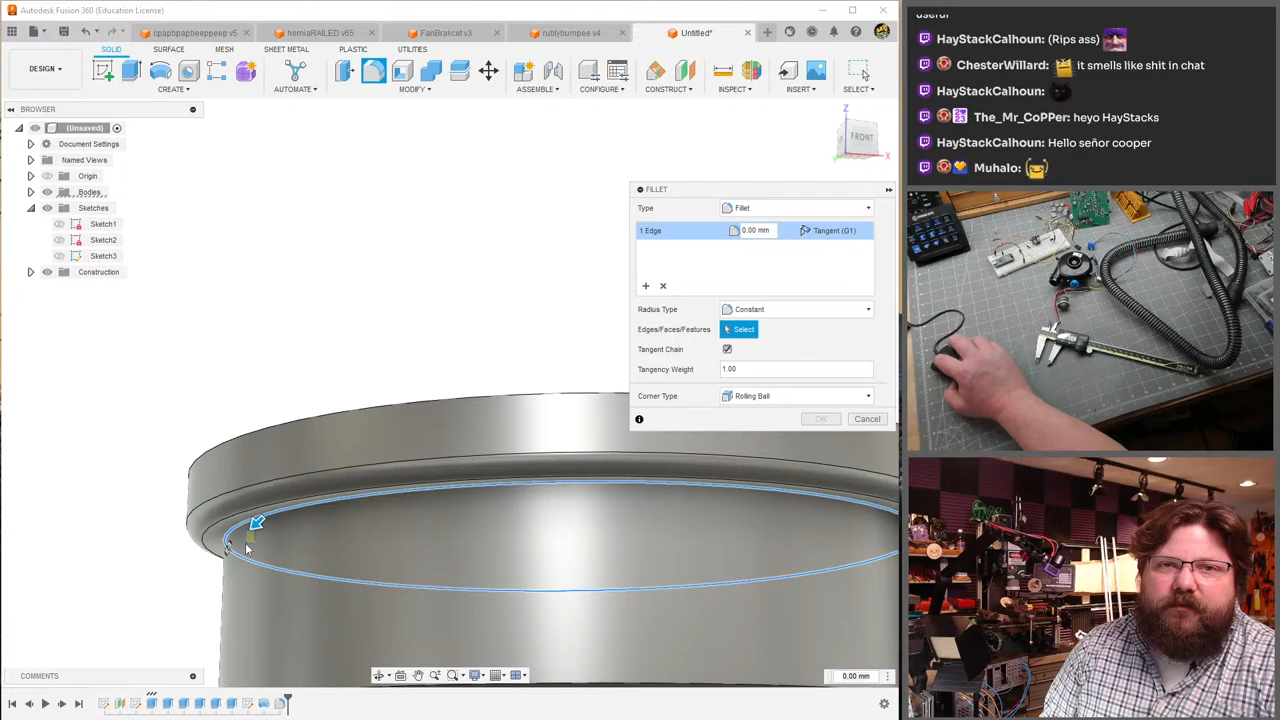 Autodesk Fusion 360 (Education License)
cpapbpapbeeppeep v5
herniaRAILED v65
FanBrakcet v3
rublybumpee v4
Untitled*
SOLID
SURFACE
MESH
SHEET METAL
PLASTIC
UTILITIES
DESIGN
CREATE
AUTOMATE
MODIFY
ASSEMBLE
CONFIGURE
CONSTRUCT
INSPECT
INSERT
SELECT
BROWSER
(Unsaved)
Document Settings
Named Views
Origin
Bodies
Sketches
Sketch1
Sketch2
Sketch3
Construction
Z
FRONT
X
FILLET
Type
Fillet
1 Edge
0.00 mm
Tangent (G1)
Radius Type
Constant
Edges/Faces/Features
Select
Tangent Chain
Tangency Weight
1.00
Corner Type
Rolling Ball
OK
Cancel
COMMENTS
0.00 mm
HayStackCalhoun: (Rips ass)
ChesterWillard: it smells like shit in chat
HayStackCalhoun:
The_Mr_CoPPer: heyo HayStacks
HayStackCalhoun: Hello señor cooper
Muhalo: